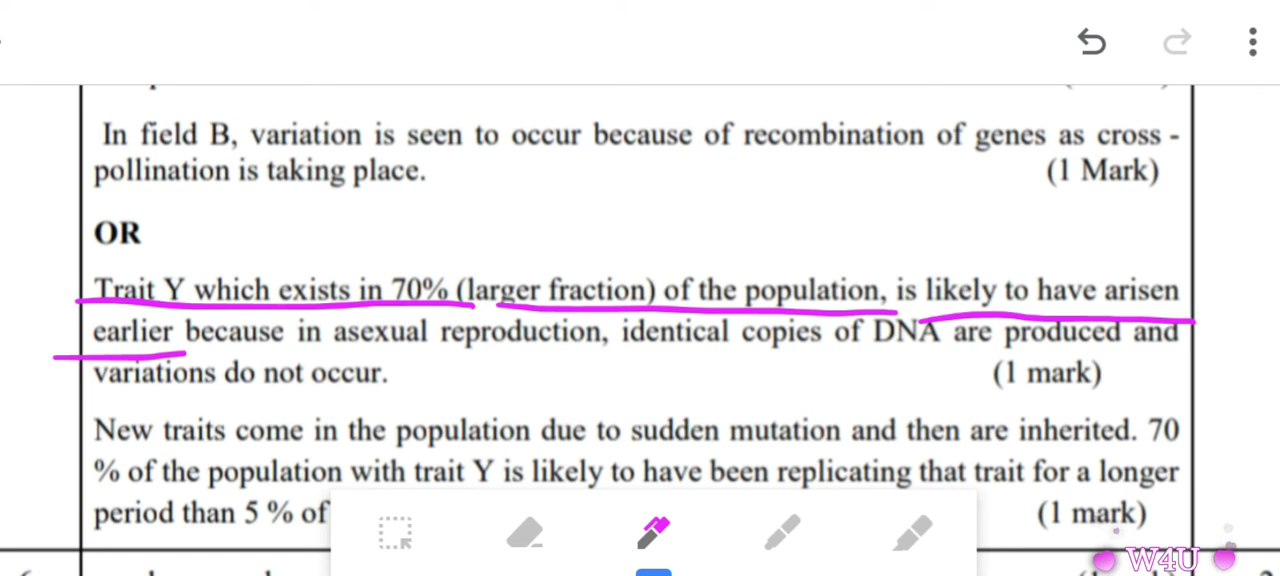 In field B, variation is seen to occur because of recombination of genes as cross -
pollination is taking place. (1 Mark)
OR
Trait Y which exists in 70% (larger fraction) of the population, is likely to have arisen
earlier because in asexual reproduction, identical copies of DNA are produced and
variations do not occur. (1 mark)
New traits come in the population due to sudden mutation and then are inherited. 70
% of the population with trait Y is likely to have been replicating that trait for a longer
period than 5 % of (1 mark)
W4U